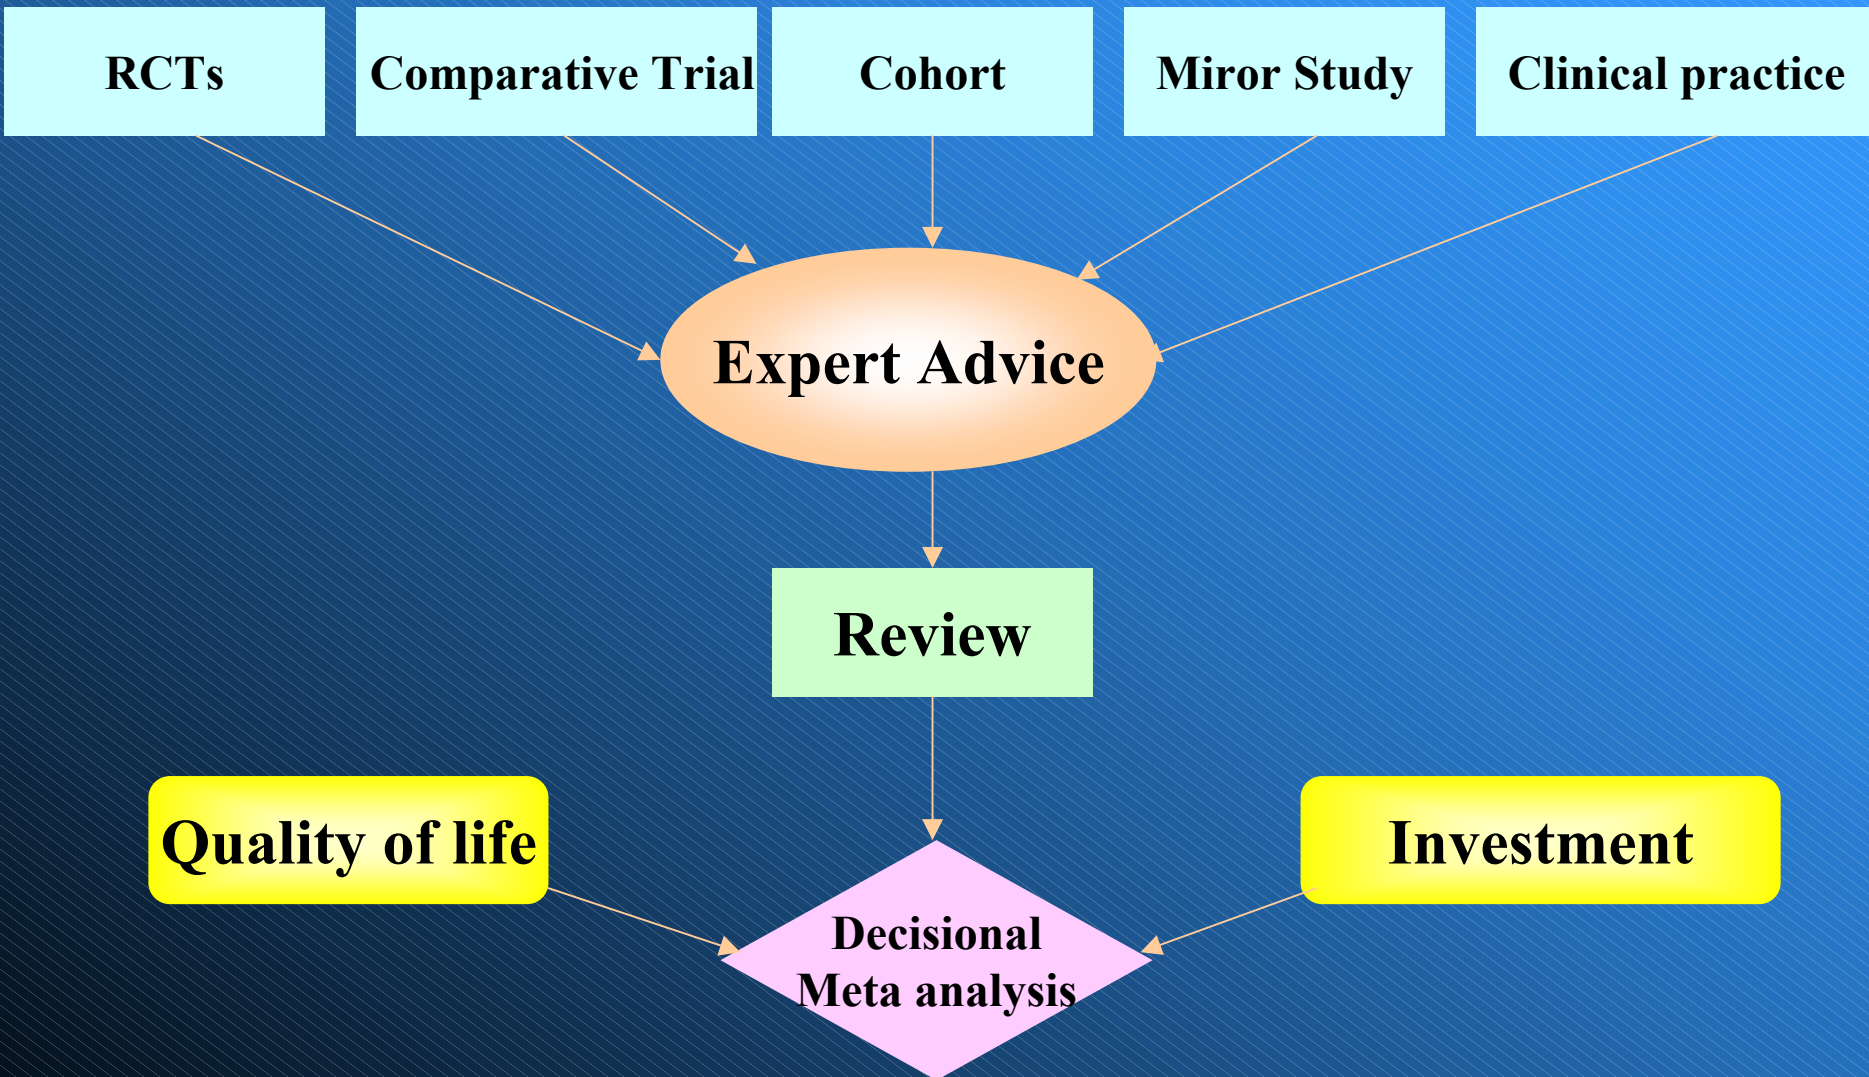 RCTs
Comparative Trial
Cohort
Miror Study
Clinical practice
Expert Advice
Review
Quality of life
Investment
Decisional
Meta analysis